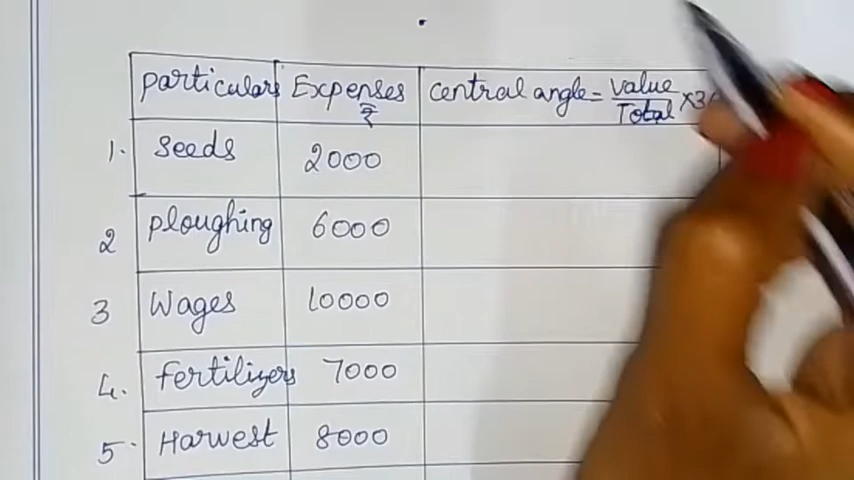 particulars Expenses ₹ central angle = Value/Total ×3
1. Seeds 2000
2 ploughing 6000
3 Wages 10000
4. fertilizers 7000
5. Harwest 8000